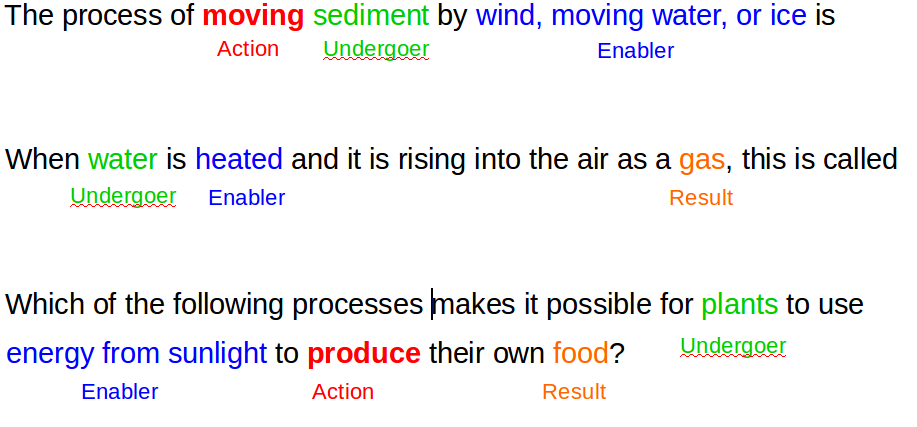 The process of moving sediment by wind, moving water, or ice is
Action Undergoer Enabler
When water is heated and it is rising into the air as a gas, this is called
Undergoer Enabler Result
Which of the following processes makes it possible for plants to use
energy from sunlight to produce their own food?
Undergoer
Enabler Action Result